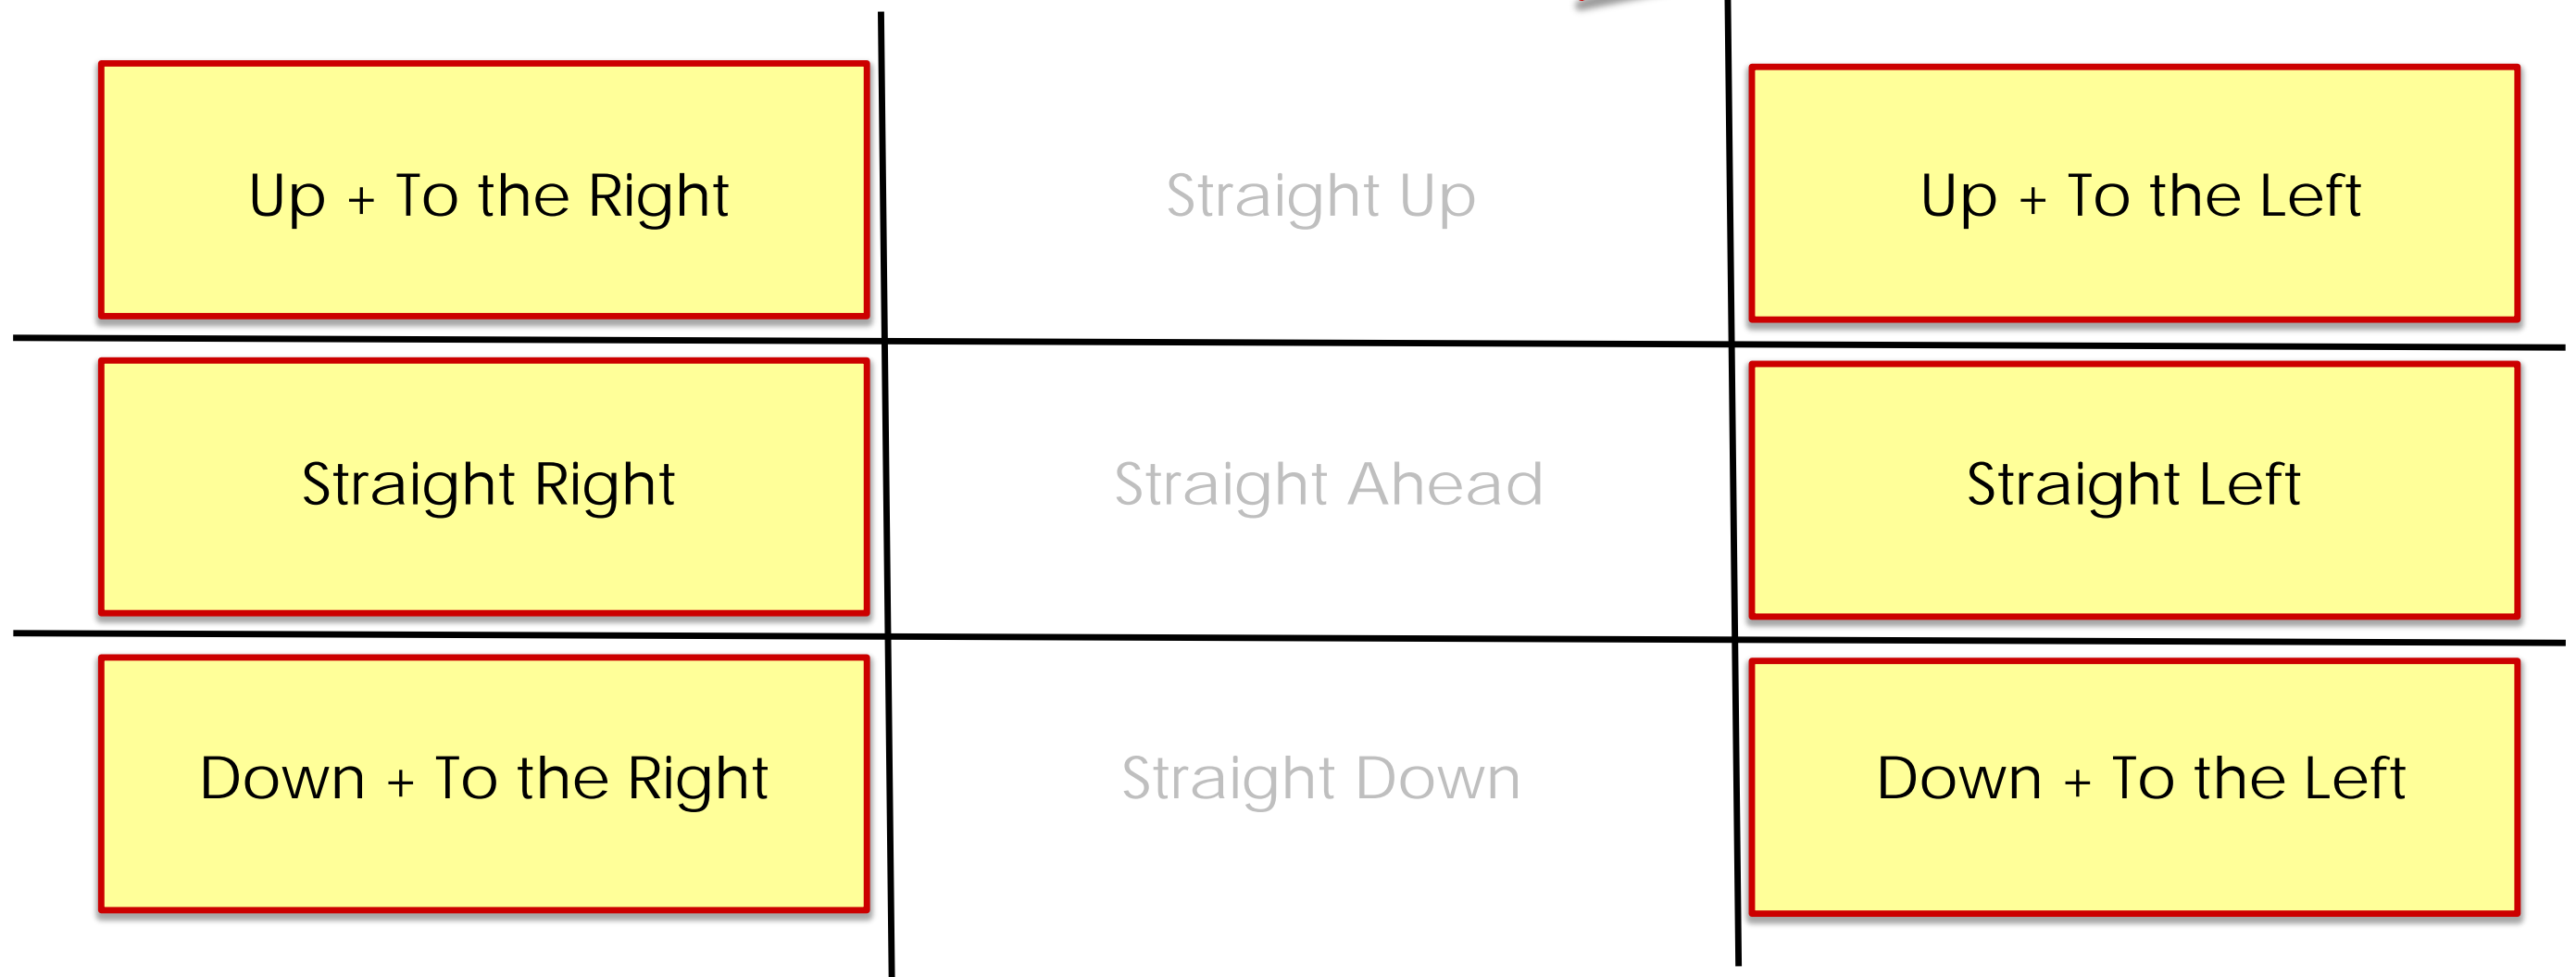 Up + To the Right
Straight Up
Up + To the Left
Straight Right
Straight Ahead
Straight Left
Down + To the Right
Straight Down
Down + To the Left